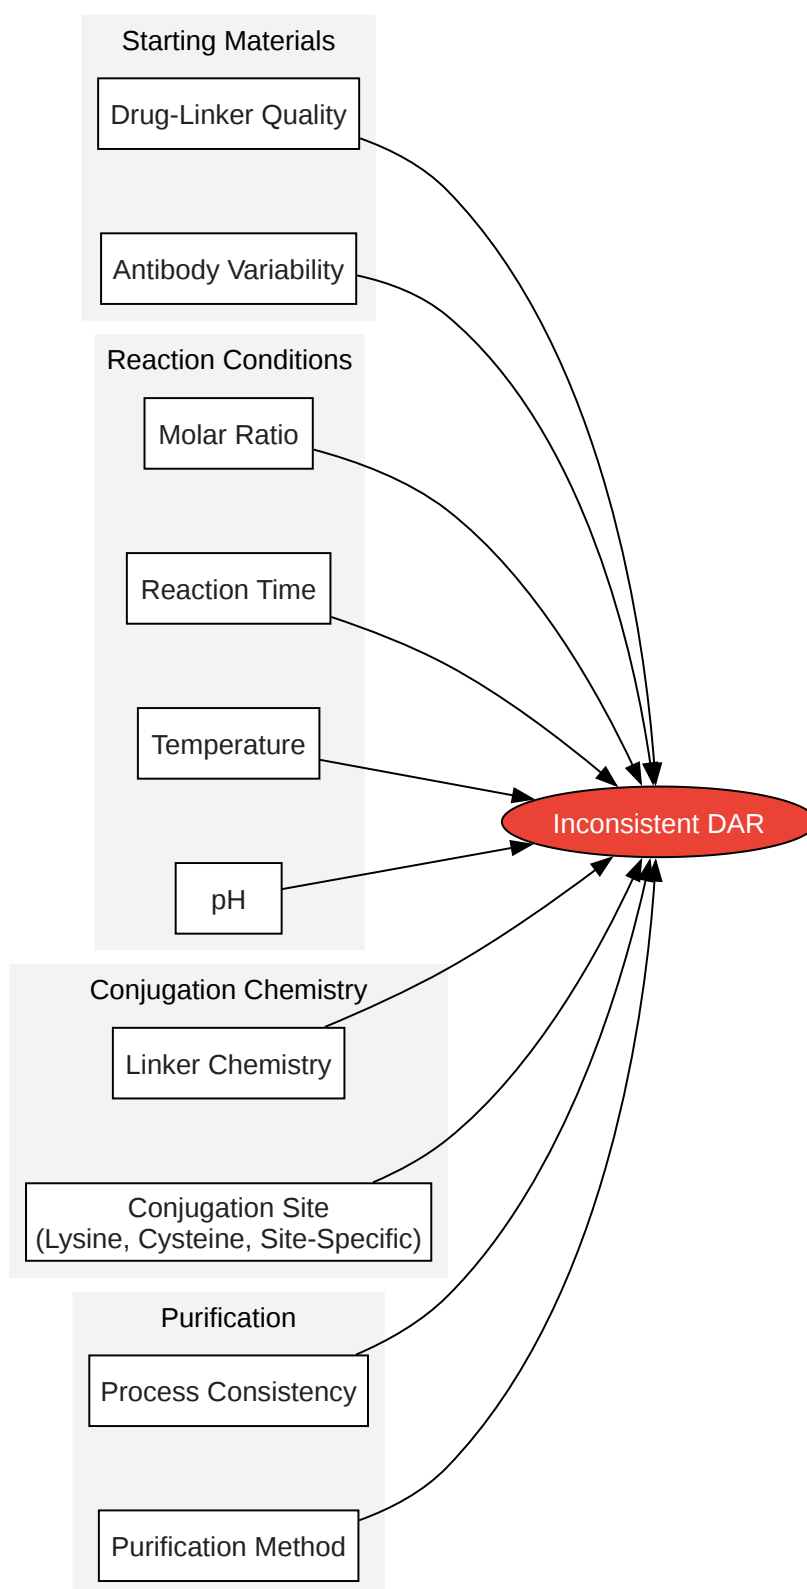 Starting Materials
Drug-Linker Quality
Antibody Variability
Reaction Conditions
Molar Ratio
Reaction Time
Temperature
Inconsistent DAR
pH
Conjugation Chemistry
Linker Chemistry
Conjugation Site
(Lysine, Cysteine, Site-Specific)
Purification
Process Consistency
Purification Method